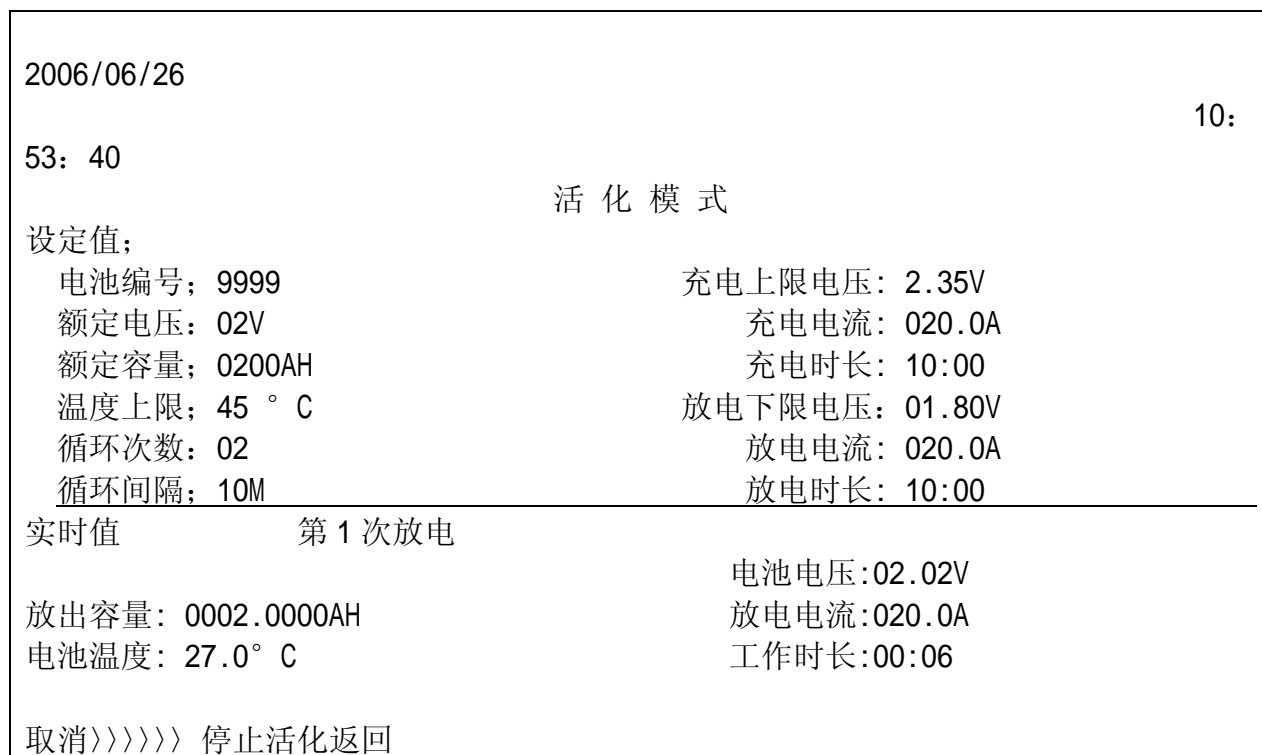 2006/06/26
10：
53：40
活 化 模 式
设定值；
电池编号；9999 充电上限电压: 2.35V
额定电压：02V 充电电流: 020.0A
额定容量；0200AH 充电时长: 10:00
温度上限；45 °C 放电下限电压：01.80V
循环次数：02 放电电流: 020.0A
循环间隔；10M 放电时长: 10:00
实时值 第 1 次放电
电池电压:02.02V
放出容量: 0002.0000AH 放电电流:020.0A
电池温度: 27.0°C 工作时长:00:06
取消〉〉〉〉〉〉 停止活化返回